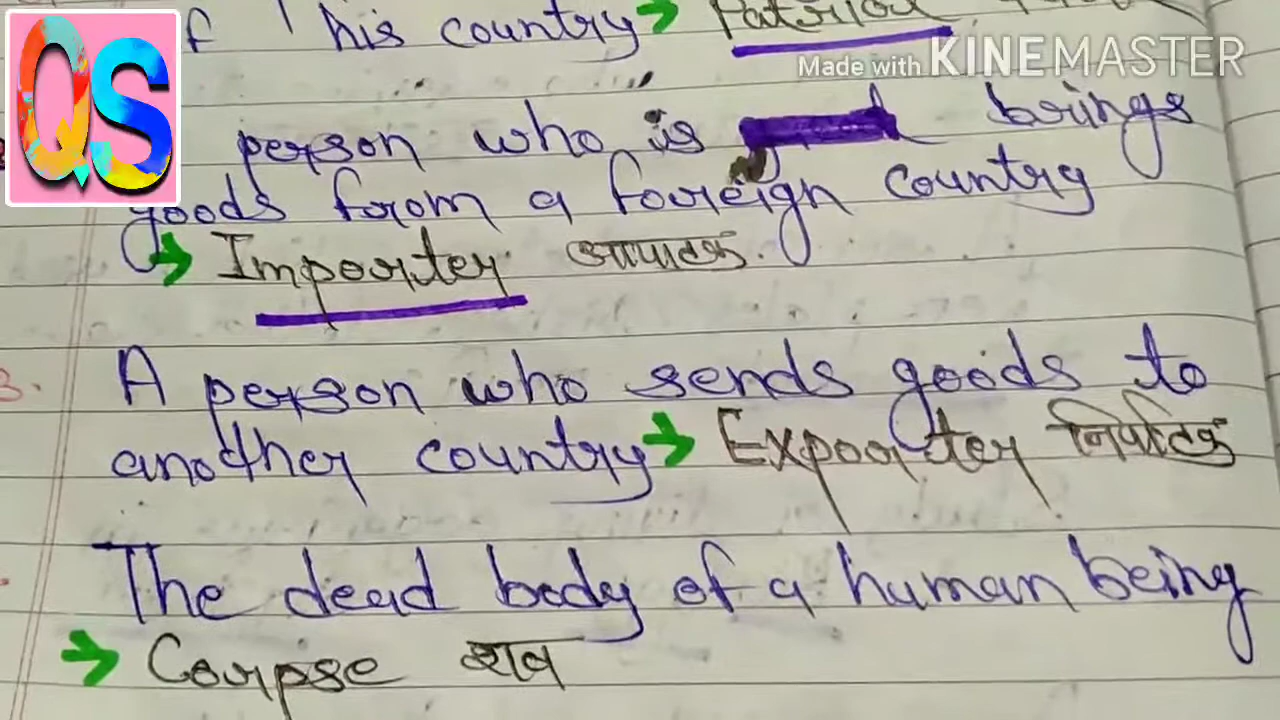 QS
f his country → Patriot
Made with KINEMASTER
person who is brings
goods from a foreign country
→ Importer आयातक.
3. A person who sends goods to
another country → Exporter निर्यातक
The dead body of a human being
→ Corpse शव